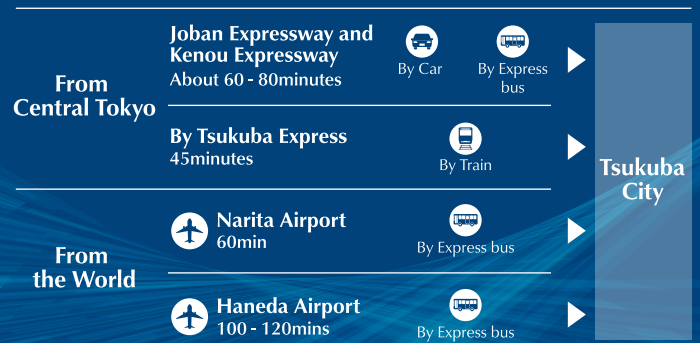 From
Central Tokyo
Joban Expressway and
Kenou Expressway
About 60 - 80minutes
By Car
By Express
bus
By Tsukuba Express
45minutes
By Train
Tsukuba
City
From
the World
Narita Airport
60min
By Express bus
Haneda Airport
100 - 120mins
By Express bus